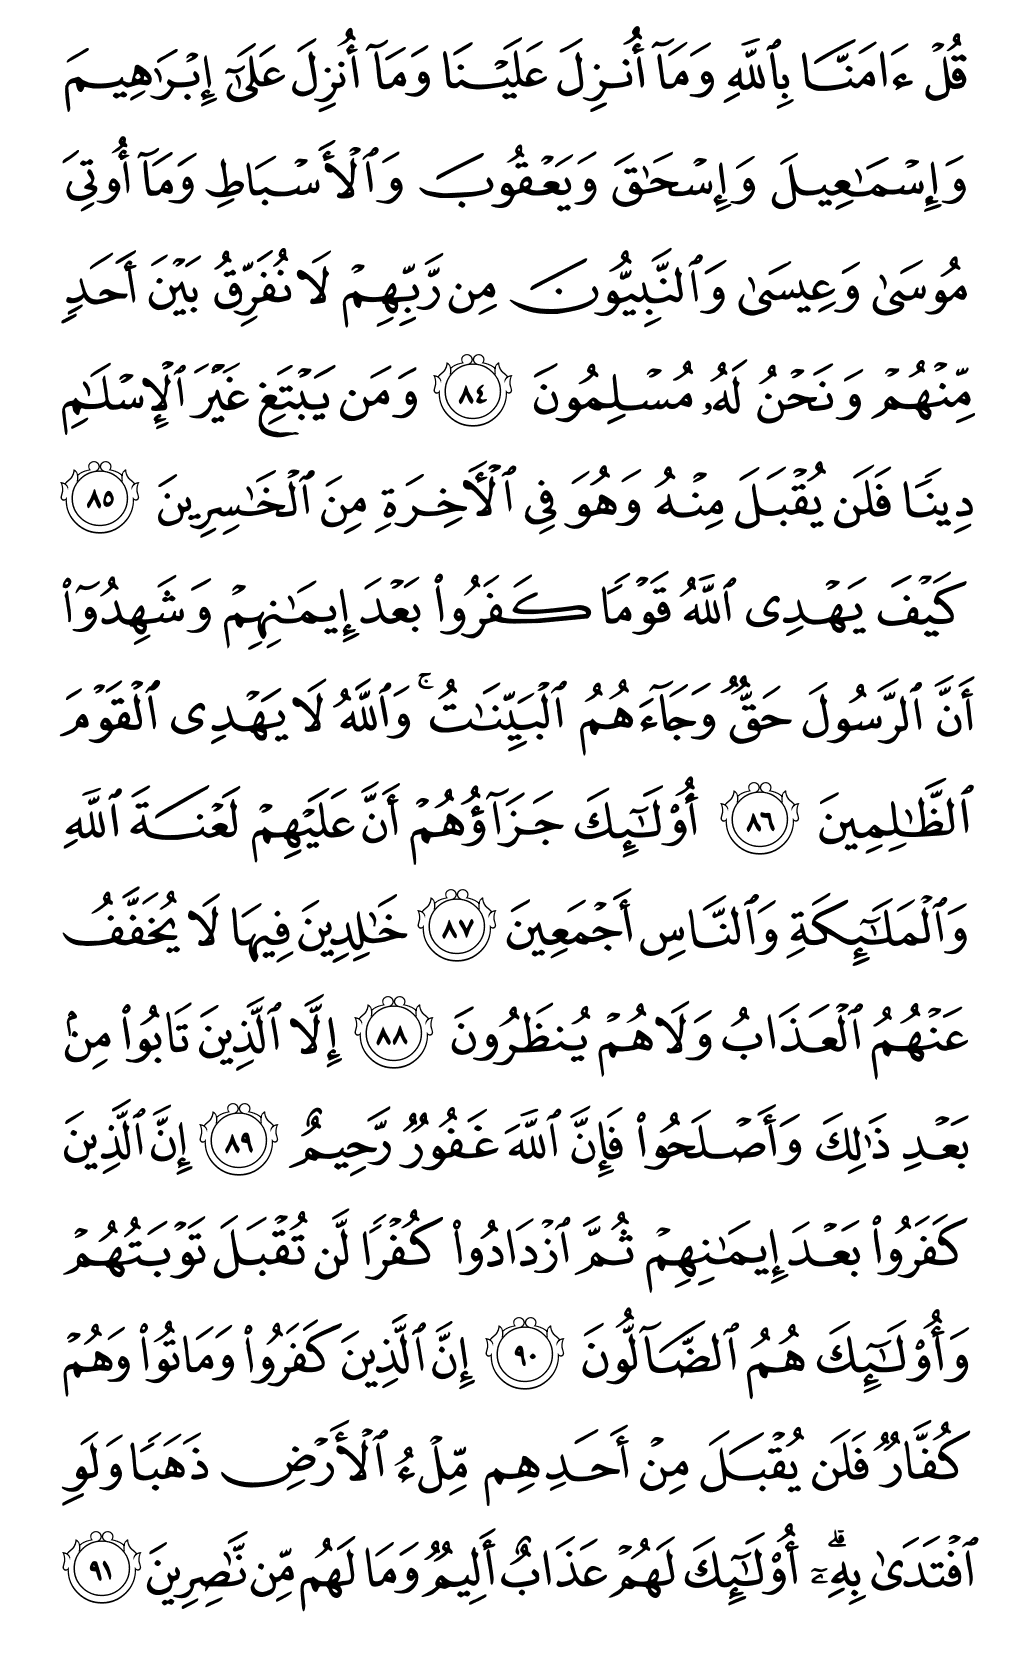 قُلۡ ءَامَنَّا بِٱللَّهِ وَمَآ أُنزِلَ عَلَيۡنَا وَمَآ أُنزِلَ عَلَىٰٓ إِبۡرَٰهِيمَ
وَإِسۡمَٰعِيلَ وَإِسۡحَٰقَ وَيَعۡقُوبَ وَٱلۡأَسۡبَاطِ وَمَآ أُوتِيَ
مُوسَىٰ وَعِيسَىٰ وَٱلنَّبِيُّونَ مِن رَّبِّهِمۡ لَا نُفَرِّقُ بَيۡنَ أَحَدٖ
مِّنۡهُمۡ وَنَحۡنُ لَهُۥ مُسۡلِمُونَ ٨٤ وَمَن يَبۡتَغِ غَيۡرَ ٱلۡإِسۡلَٰمِ
دِينٗا فَلَن يُقۡبَلَ مِنۡهُ وَهُوَ فِي ٱلۡأٓخِرَةِ مِنَ ٱلۡخَٰسِرِينَ ٨٥
كَيۡفَ يَهۡدِي ٱللَّهُ قَوۡمٗا كَفَرُواْ بَعۡدَ إِيمَٰنِهِمۡ وَشَهِدُوٓاْ
أَنَّ ٱلرَّسُولَ حَقّٞ وَجَآءَهُمُ ٱلۡبَيِّنَٰتُۚ وَٱللَّهُ لَا يَهۡدِي ٱلۡقَوۡمَ
ٱلظَّٰلِمِينَ ٨٦ أُوْلَٰٓئِكَ جَزَآؤُهُمۡ أَنَّ عَلَيۡهِمۡ لَعۡنَةَ ٱللَّهِ
وَٱلۡمَلَٰٓئِكَةِ وَٱلنَّاسِ أَجۡمَعِينَ ٨٧ خَٰلِدِينَ فِيهَا لَا يُخَفَّفُ
عَنۡهُمُ ٱلۡعَذَابُ وَلَا هُمۡ يُنظَرُونَ ٨٨ إِلَّا ٱلَّذِينَ تَابُواْ مِنۢ
بَعۡدِ ذَٰلِكَ وَأَصۡلَحُواْ فَإِنَّ ٱللَّهَ غَفُورٞ رَّحِيمٌ ٨٩ إِنَّ ٱلَّذِينَ
كَفَرُواْ بَعۡدَ إِيمَٰنِهِمۡ ثُمَّ ٱزۡدَادُواْ كُفۡرٗا لَّن تُقۡبَلَ تَوۡبَتُهُمۡ
وَأُوْلَٰٓئِكَ هُمُ ٱلضَّآلُّونَ ٩٠ إِنَّ ٱلَّذِينَ كَفَرُواْ وَمَاتُواْ وَهُمۡ
كُفَّارٞ فَلَن يُقۡبَلَ مِنۡ أَحَدِهِم مِّلۡءُ ٱلۡأَرۡضِ ذَهَبٗا وَلَوِ
ٱفۡتَدَىٰ بِهِۦٓۗ أُوْلَٰٓئِكَ لَهُمۡ عَذَابٌ أَلِيمٞ وَمَا لَهُم مِّن نَّٰصِرِينَ ٩١